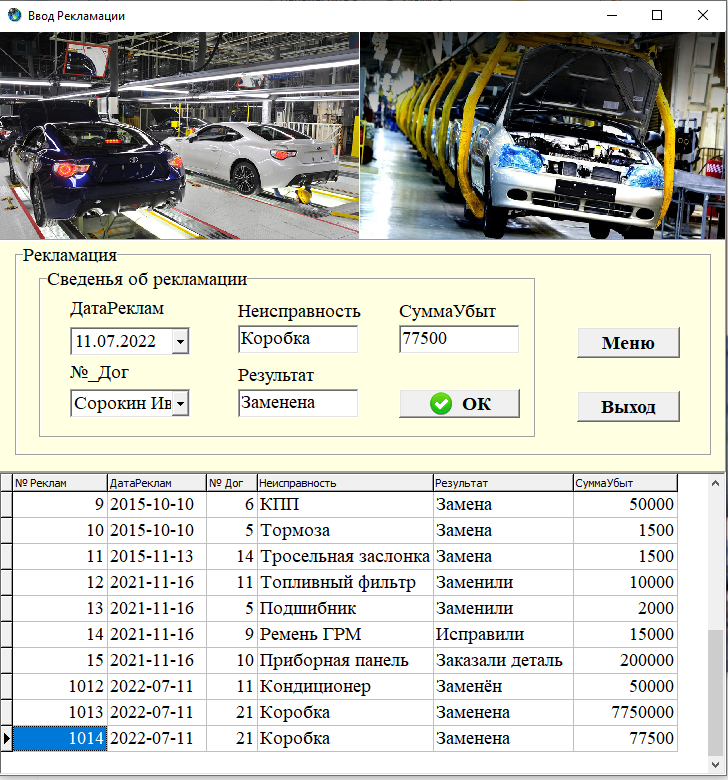 Ввод Рекламации
Рекламация
Сведенья об рекламации
ДатаРеклам Неисправность СуммаУбыт
11.07.2022 Коробка 77500
Меню
№_Дог Результат
Сорокин Ив Заменена ОК
Выход
№ Реклам ДатаРеклам № Дог Неисправность Результат СуммаУбыт
9 2015-10-10 6 КПП Замена 50000
10 2015-10-10 5 Тормоза Замена 1500
11 2015-11-13 14 Тросельная заслонка Замена 1500
12 2021-11-16 11 Топливный фильтр Заменили 10000
13 2021-11-16 5 Подшибник Заменили 2000
14 2021-11-16 9 Ремень ГРМ Исправили 15000
15 2021-11-16 10 Приборная панель Заказали деталь 200000
1012 2022-07-11 11 Кондиционер Заменён 50000
1013 2022-07-11 21 Коробка Заменена 7750000
1014 2022-07-11 21 Коробка Заменена 77500